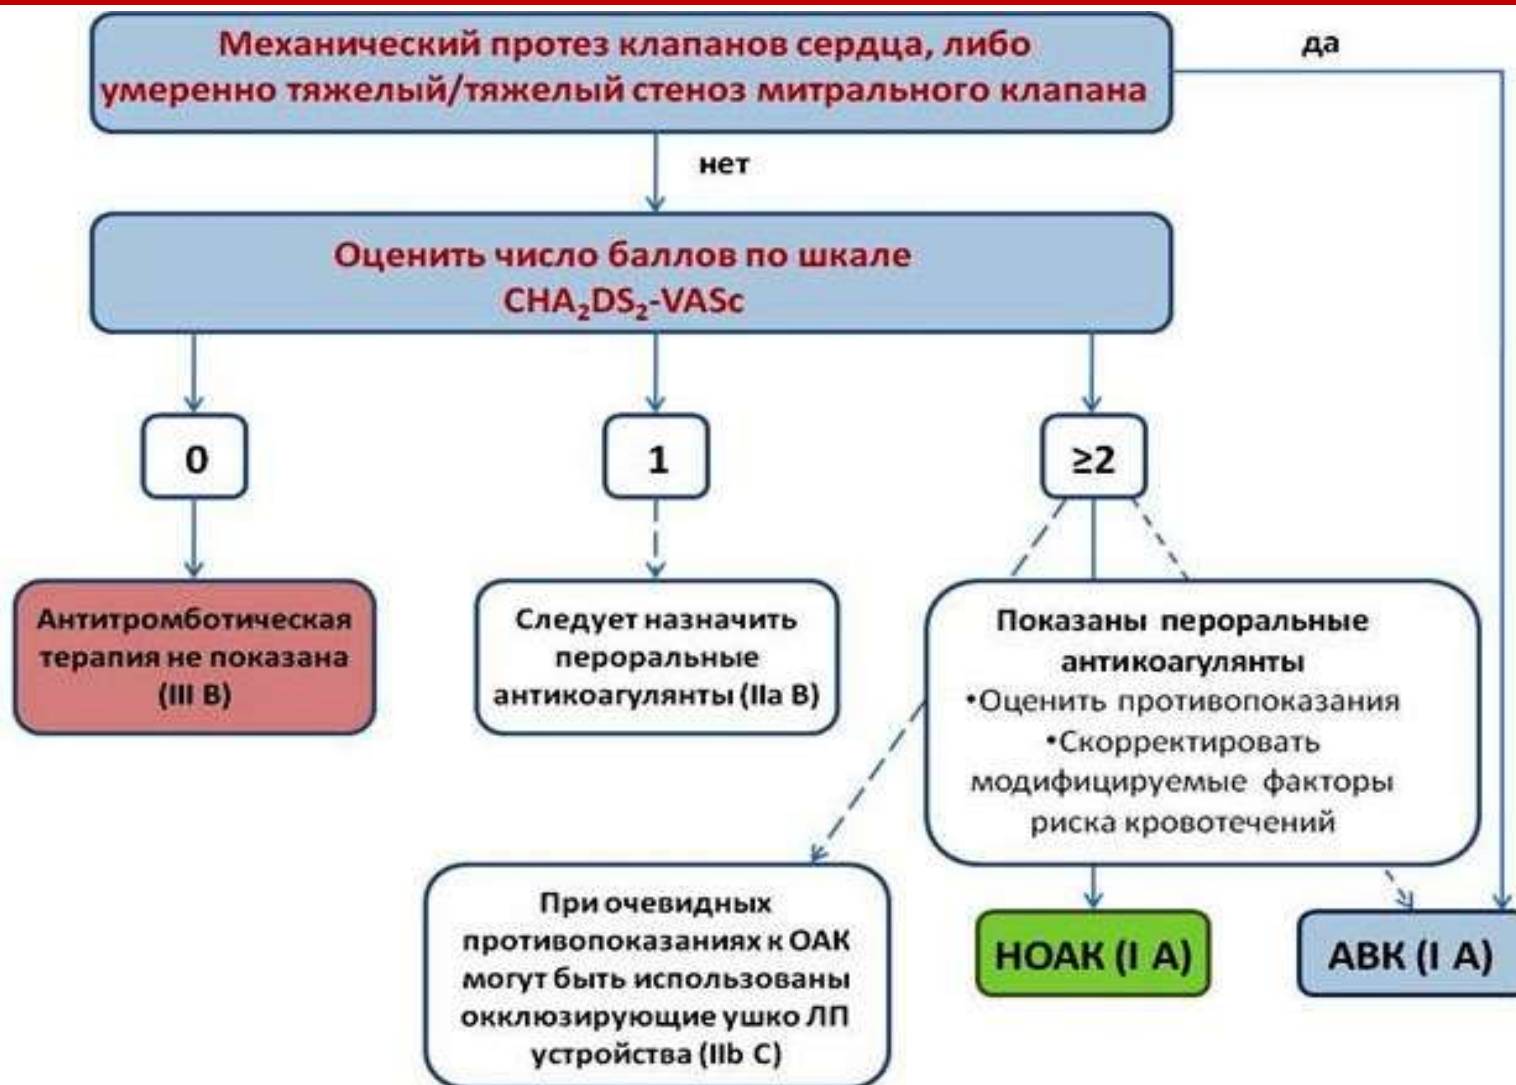 Механический протез клапанов сердца, либо
умеренно тяжелый/тяжелый стеноз митрального клапана
да
нет
Оценить число баллов по шкале
CHA₂DS₂-VASc
0
1
≥2
Антитромботическая
терапия не показана
(III B)
Следует назначить
пероральные
антикоагулянты (IIa B)
Показаны пероральные
антикоагулянты
•Оценить противопоказания
•Скорректировать
модифицируемые факторы
риска кровотечений
При очевидных
противопоказаниях к ОАК
могут быть использованы
окклюзирующие ушко ЛП
устройства (IIb C)
НОАК (I A)
АВК (I A)